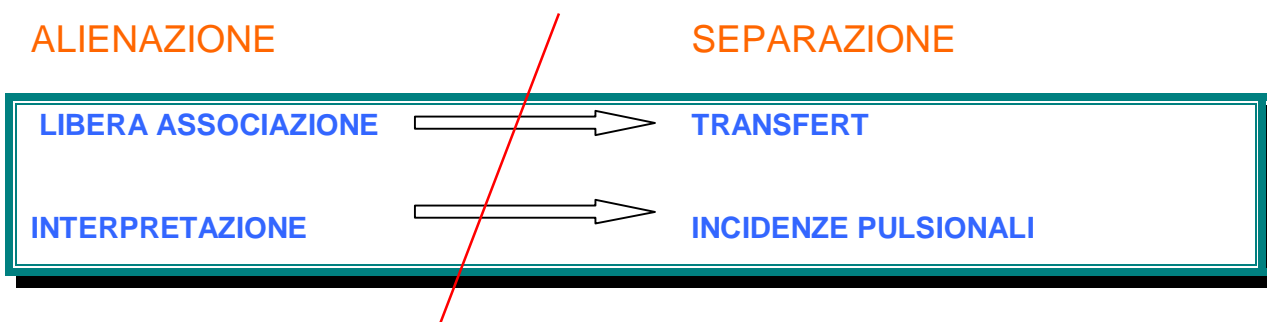 ALIENAZIONE SEPARAZIONE
LIBERA ASSOCIAZIONE TRANSFERT
INTERPRETAZIONE INCIDENZE PULSIONALI